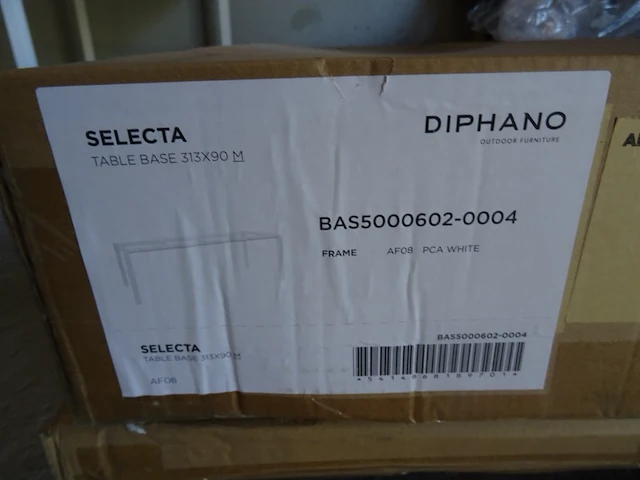 SELECTA
TABLE BASE 313X90 M
DIPHANO
OUTDOOR FURNITURE
BAS5000602-0004
FRAME AF08 PCA WHITE
SELECTA
TABLE BASE 313X90 M
AF08
BAS5000602-0004